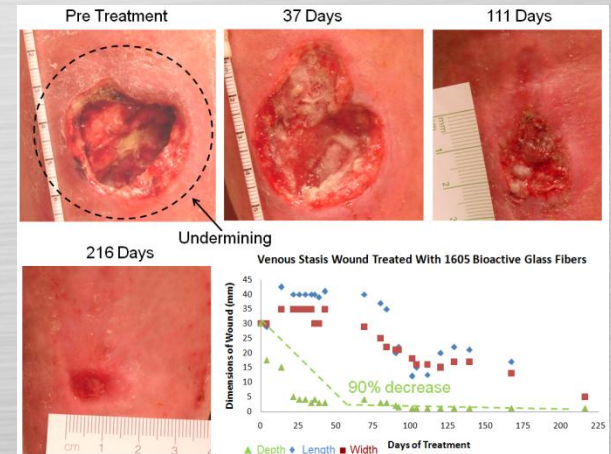 Pre Treatment
37 Days
111 Days
Undermining
216 Days
Venous Stasis Wound Treated With 1605 Bioactive Glass Fibers
Dimensions of Wound (mm)
45
40
35
30
25
20
15
10
5
0
90% decrease
0 25 50 75 100 125 150 175 200 225
Days of Treatment
Depth Length Width
cm 1 2 3